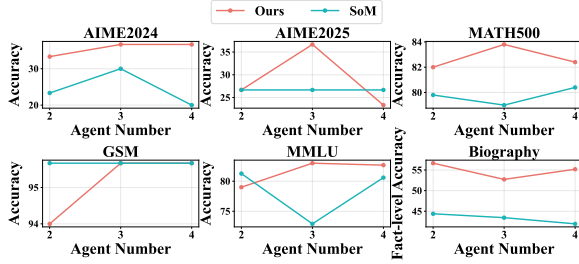 Ours SoM
AIME2024 AIME2025 MATH500
Accuracy 30 20 2 3 4 Agent Number
Accuracy 35 30 25 2 3 4 Agent Number
Accuracy 84 82 80 2 3 4 Agent Number
GSM MMLU Biography
Accuracy 95 94 2 3 4 Agent Number
Accuracy 80 75 2 3 4 Agent Number
Fact-level Accuracy 55 50 45 2 3 4 Agent Number